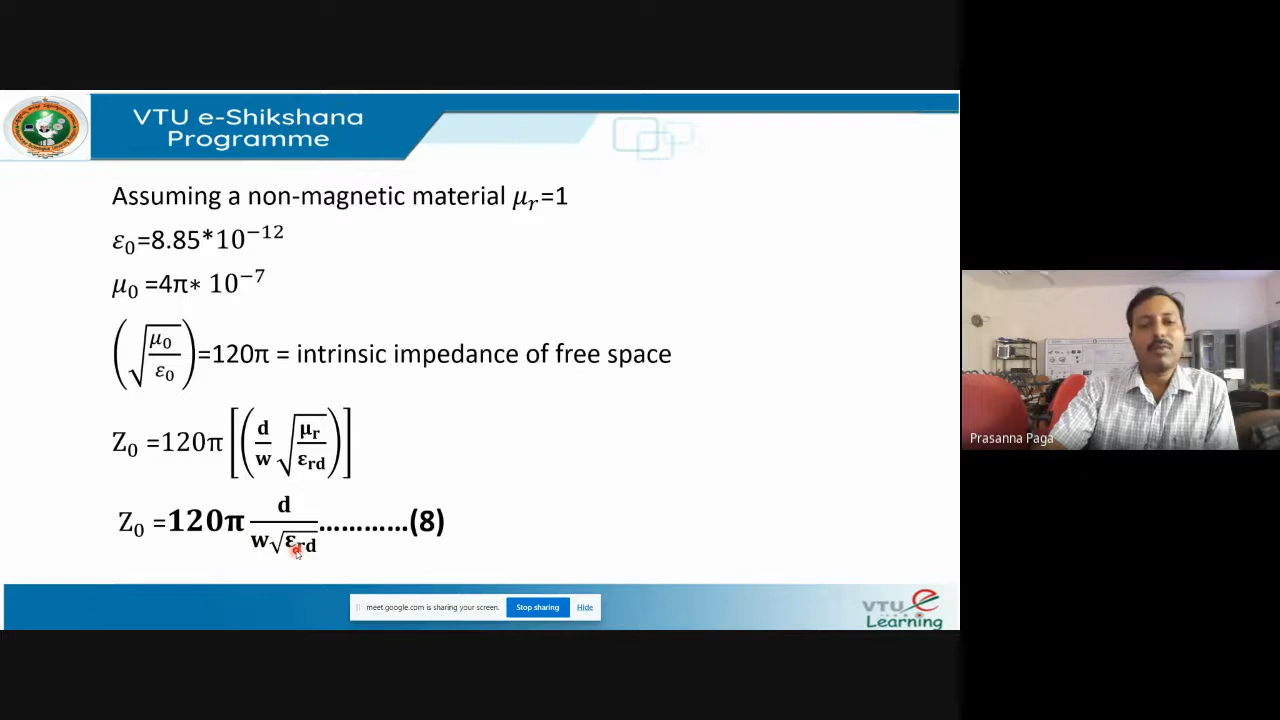 VTU e-Shikshana
Programme
Assuming a non-magnetic material μᵣ=1
ε₀=8.85*10⁻¹²
μ₀ =4π∗ 10⁻⁷
(√(μ₀/ε₀))=120π = intrinsic impedance of free space
Z₀ =120π[(d/w √(μr/εrd))]
Z₀ =120π d/(w√εrd)…………(8)
Prasanna Paga
meet.google.com is sharing your screen.
Stop sharing
Hide
VTU e
Learning